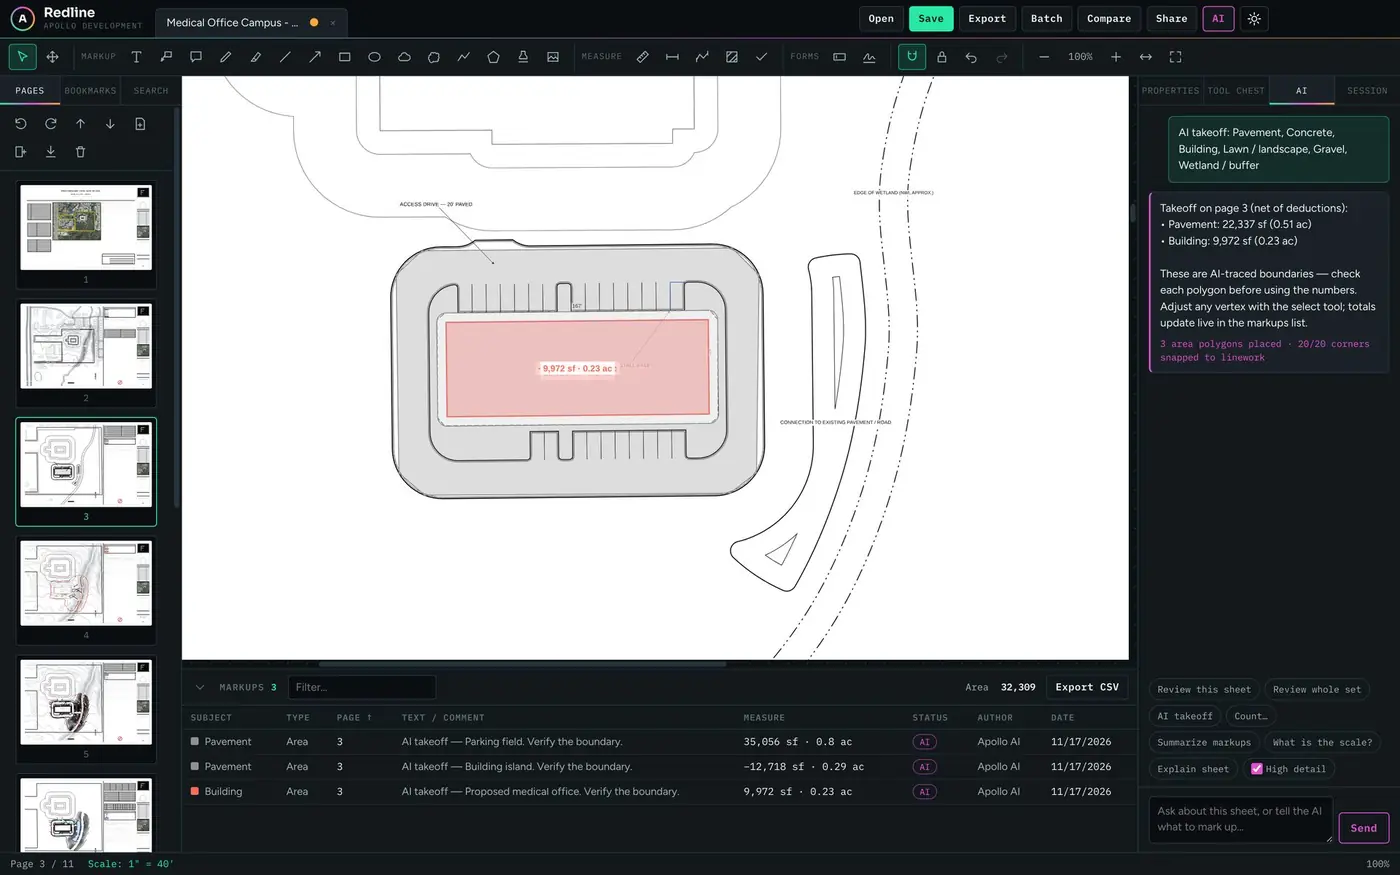 A
Redline
APOLLO DEVELOPMENT
Medical Office Campus - ...
×
Open
Save
Export
Batch
Compare
Share
AI
MARKUP
T
MEASURE
FORMS
100%
PAGES
BOOKMARKS
SEARCH
1
2
3
4
5
ACCESS DRIVE — 20' PAVED
EDGE OF WETLAND (NWI, APPROX.)
167'
- 9,972 sf · 0.23 ac :
CONNECTION TO EXISTING PAVEMENT / ROAD
PROPERTIES
TOOL CHEST
AI
SESSION
AI takeoff: Pavement, Concrete,
Building, Lawn / landscape, Gravel,
Wetland / buffer
Takeoff on page 3 (net of deductions):
• Pavement: 22,337 sf (0.51 ac)
• Building: 9,972 sf (0.23 ac)
These are AI-traced boundaries — check
each polygon before using the numbers.
Adjust any vertex with the select tool; totals
update live in the markups list.
3 area polygons placed · 20/20 corners
snapped to linework
Review this sheet
Review whole set
AI takeoff
Count…
Summarize markups
What is the scale?
Explain sheet
High detail
Ask about this sheet, or tell the AI
what to mark up…
Send
MARKUPS 3
Filter...
Area 32,309
Export CSV
SUBJECT TYPE PAGE ↑ TEXT / COMMENT MEASURE STATUS AUTHOR DATE
Pavement Area 3 AI takeoff — Parking field. Verify the boundary. 35,056 sf · 0.8 ac AI Apollo AI 11/17/2026
Pavement Area 3 AI takeoff — Building island. Verify the boundary. −12,718 sf · 0.29 ac AI Apollo AI 11/17/2026
Building Area 3 AI takeoff — Proposed medical office. Verify the boundary. 9,972 sf · 0.23 ac AI Apollo AI 11/17/2026
Page 3 / 11 Scale: 1" = 40'
100%